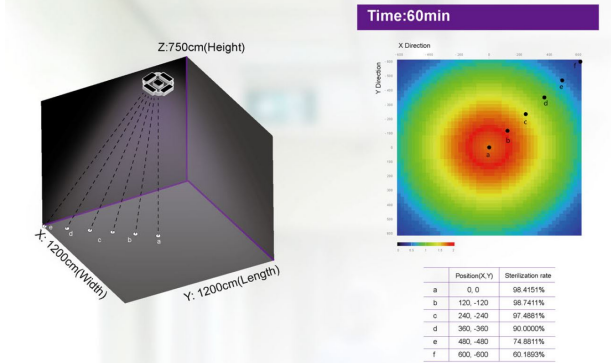 Time:60min
Z:750cm(Height)
X Direction
Y Direction
f
e
d
c
b
a
e
d
c
b
a
X: 1200cm(Width)
Y: 1200cm(Length)
Position(X,Y) Sterilization rate
a 0, 0 98.4151%
b 120, -120 98.7411%
c 240, -240 97.4881%
d 360, -360 90.0000%
e 480, -480 74.8811%
f 600, -600 60.1893%